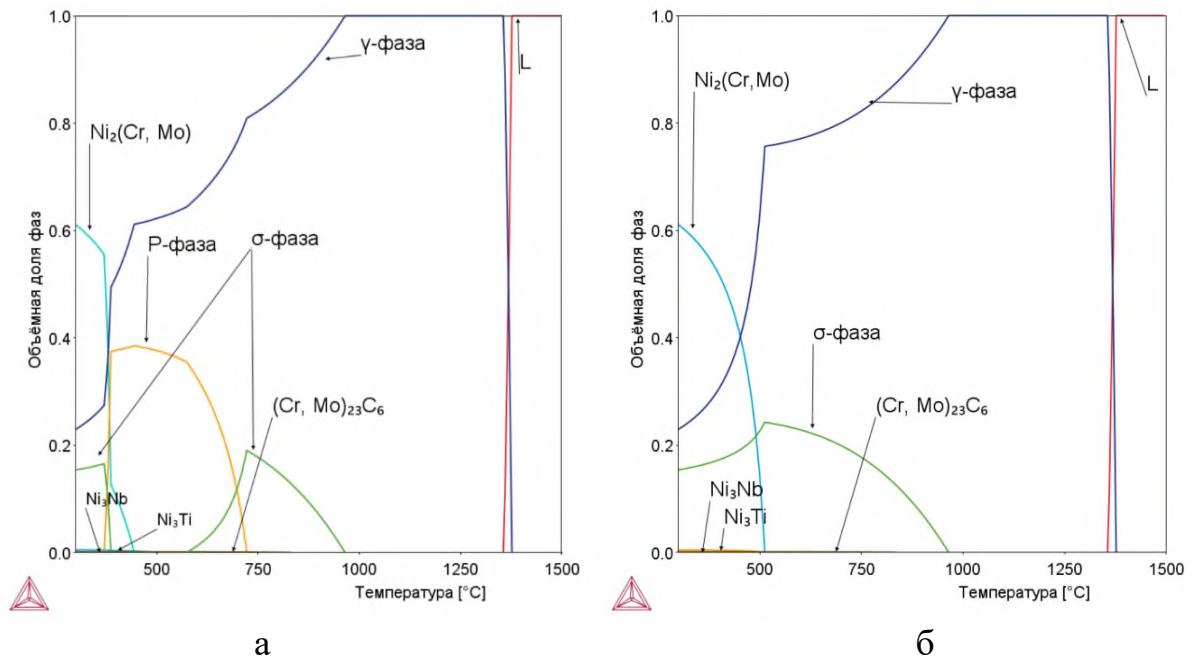 1.0
0.8
0.6
0.4
0.2
0.0
Объёмная доля фаз
500
750
1000
1250
1500
Температура [°C]
γ-фаза
L
Ni₂(Cr, Mo)
P-фаза
σ-фаза
(Cr, Mo)₂₃C₆
Ni₃Nb
Ni₃Ti
а
1.0
0.8
0.6
0.4
0.2
0.0
Объёмная доля фаз
500
750
1000
1250
1500
Температура [°C]
Ni₂(Cr,Mo)
γ-фаза
L
σ-фаза
(Cr, Mo)₂₃C₆
Ni₃Nb
Ni₃Ti
б